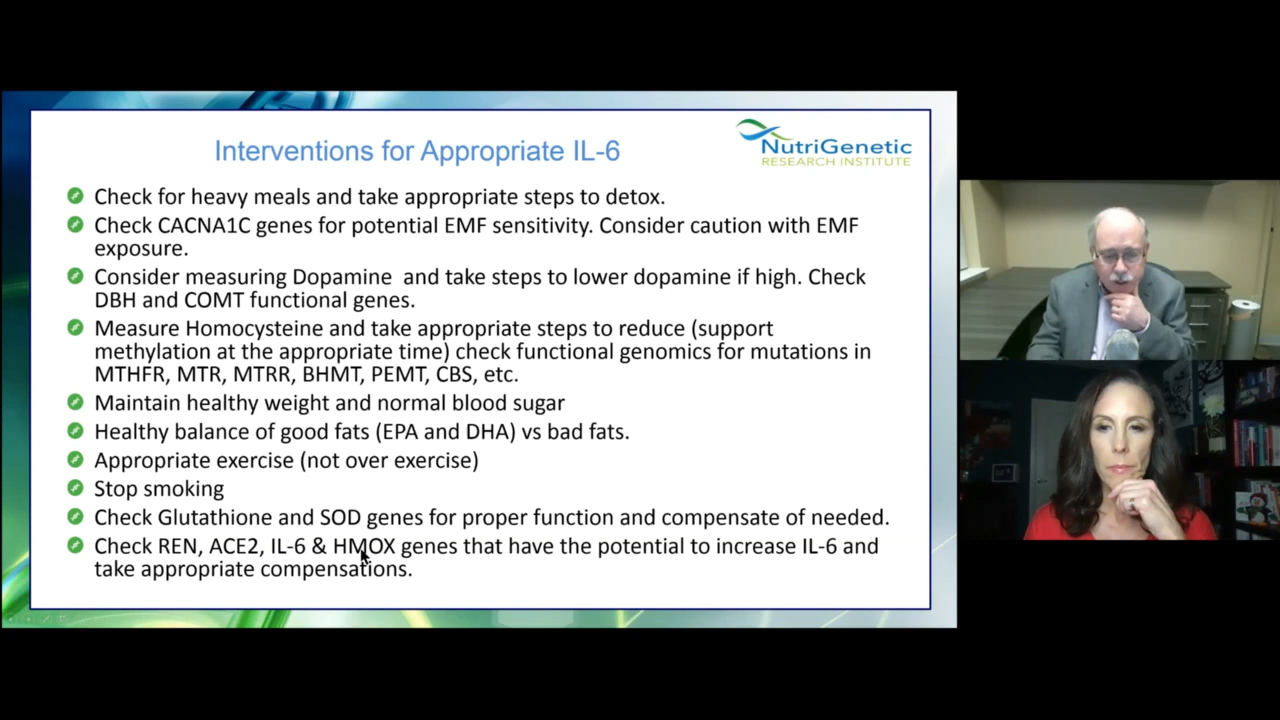 Interventions for Appropriate IL-6
NutriGenetic
RESEARCH INSTITUTE
Check for heavy meals and take appropriate steps to detox.
Check CACNA1C genes for potential EMF sensitivity. Consider caution with EMF
exposure.
Consider measuring Dopamine and take steps to lower dopamine if high. Check
DBH and COMT functional genes.
Measure Homocysteine and take appropriate steps to reduce (support
methylation at the appropriate time) check functional genomics for mutations in
MTHFR, MTR, MTRR, BHMT, PEMT, CBS, etc.
Maintain healthy weight and normal blood sugar
Healthy balance of good fats (EPA and DHA) vs bad fats.
Appropriate exercise (not over exercise)
Stop smoking
Check Glutathione and SOD genes for proper function and compensate of needed.
Check REN, ACE2, IL-6 & HMOX genes that have the potential to increase IL-6 and
take appropriate compensations.